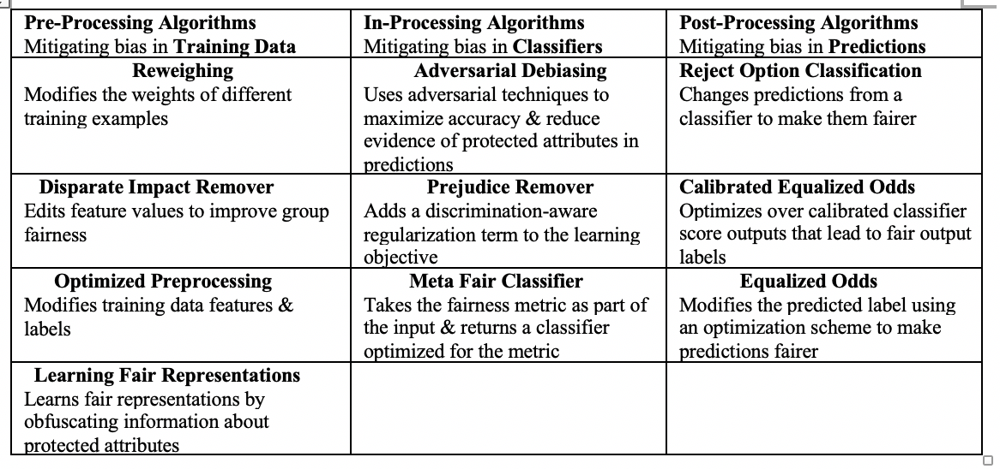 Pre-Processing Algorithms
Mitigating bias in Training Data
In-Processing Algorithms
Mitigating bias in Classifiers
Post-Processing Algorithms
Mitigating bias in Predictions
Reweighing
Modifies the weights of different
training examples
Adversarial Debiasing
Uses adversarial techniques to
maximize accuracy & reduce
evidence of protected attributes in
predictions
Reject Option Classification
Changes predictions from a
classifier to make them fairer
Disparate Impact Remover
Edits feature values to improve group
fairness
Prejudice Remover
Adds a discrimination-aware
regularization term to the learning
objective
Calibrated Equalized Odds
Optimizes over calibrated classifier
score outputs that lead to fair output
labels
Optimized Preprocessing
Modifies training data features &
labels
Meta Fair Classifier
Takes the fairness metric as part of
the input & returns a classifier
optimized for the metric
Equalized Odds
Modifies the predicted label using
an optimization scheme to make
predictions fairer
Learning Fair Representations
Learns fair representations by
obfuscating information about
protected attributes